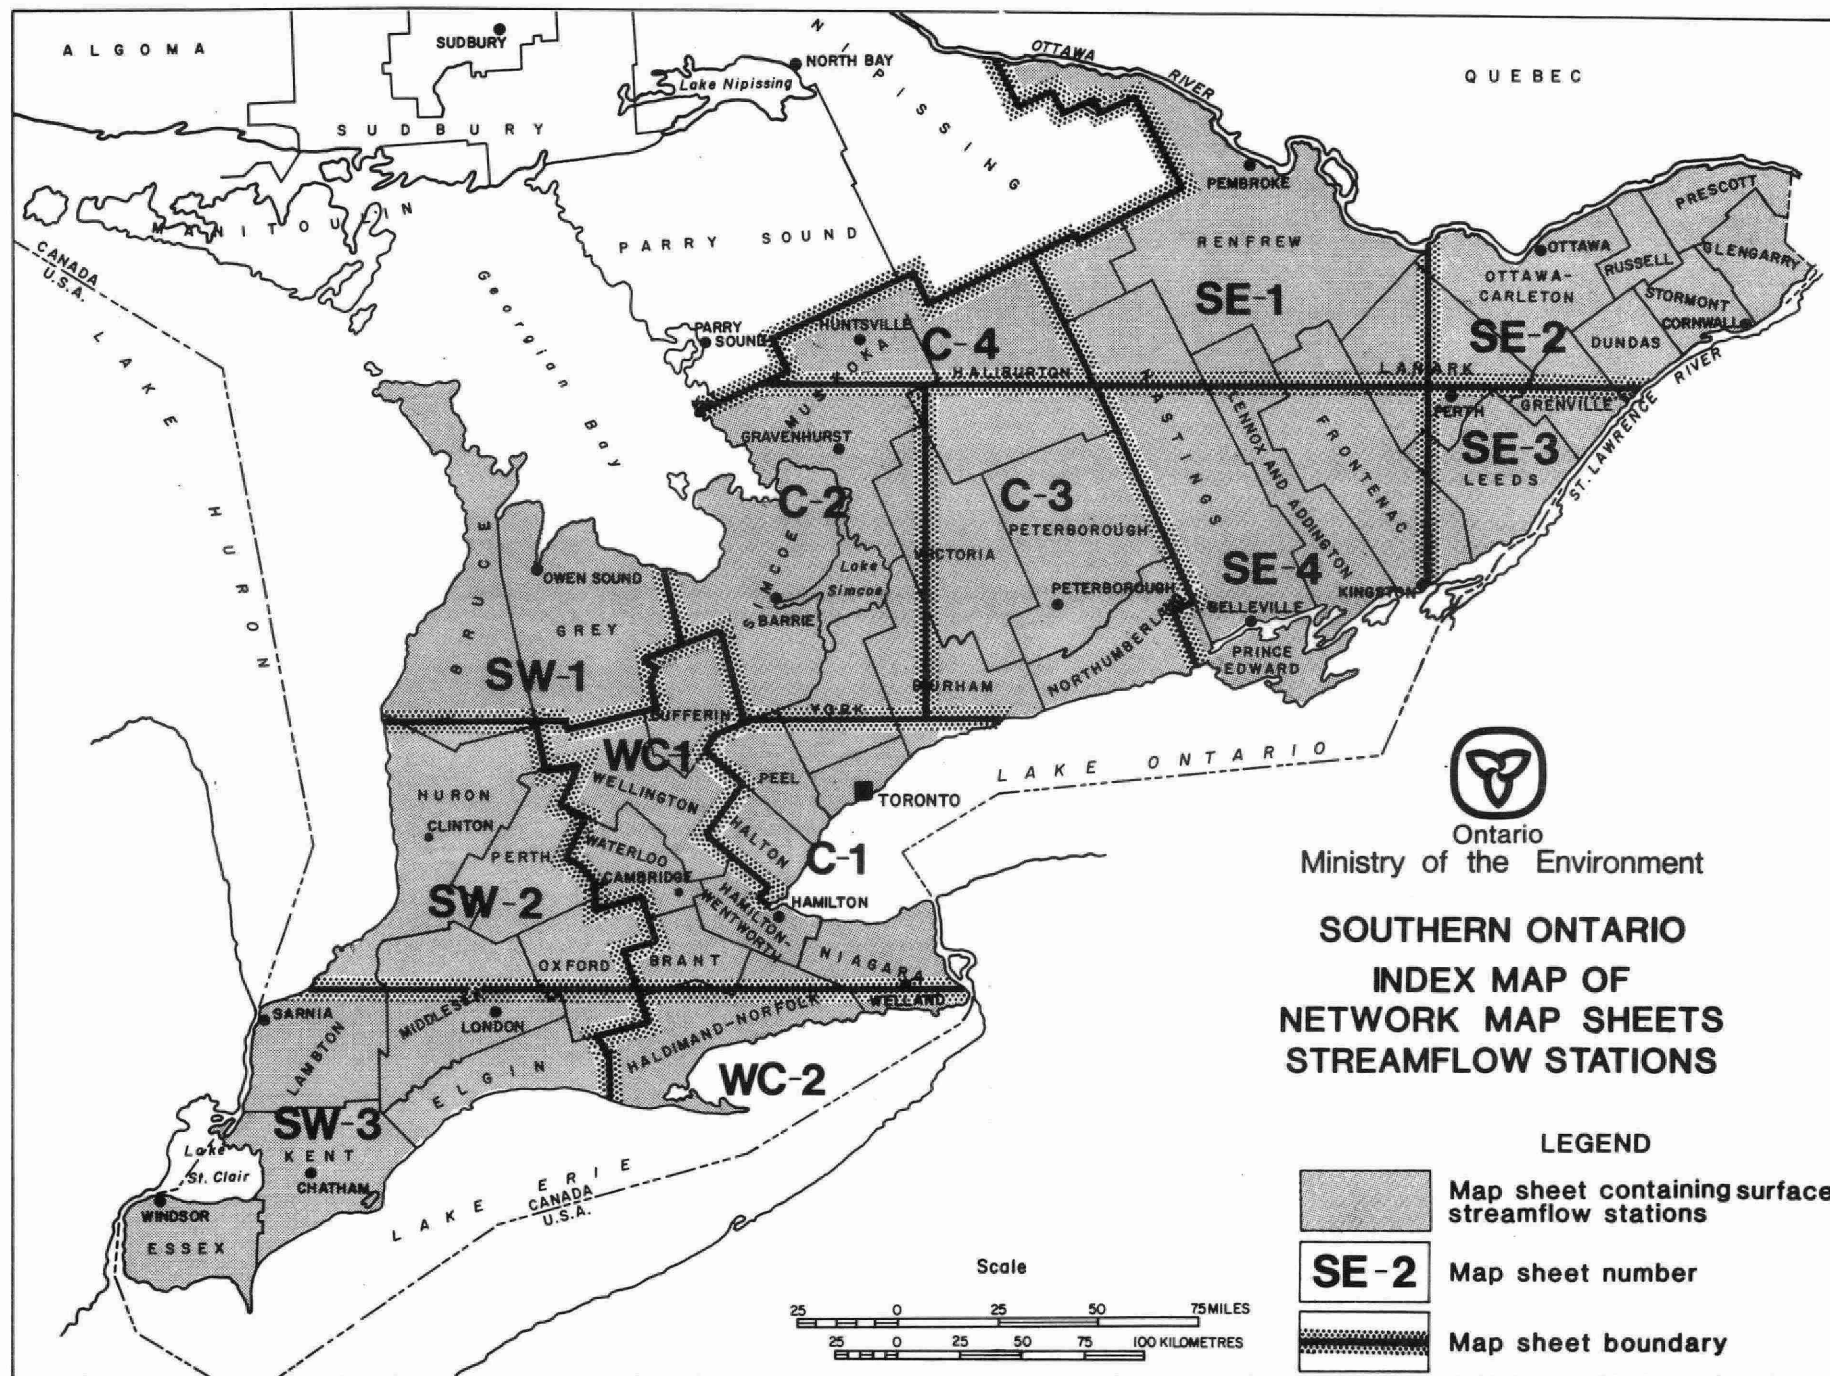 ALGOMA
SUDBURY
NORTH BAY
Lake Nipissing
NIPISSING
OTTAWA RIVER
QUEBEC
SUDBURY
MANITOULIN
CANADA
U.S.A.
LAKE HURON
Georgian Bay
PARRY SOUND
PARRY
SOUND
PEMBROKE
RENFREW
SE-1
OTTAWA
OTTAWA-
CARLETON
PRESCOTT
RUSSELL
GLENGARRY
STORMONT
CORNWALL
SE-2
DUNDAS
HUNTSVILLE
MUSKOKA
C-4
HALIBURTON
LANARK
PERTH
GRENVILLE
SE-3
LEEDS
ST. LAWRENCE RIVER
GRAVENHURST
C-2
SIMCOE
Lake
Simcoe
BARRIE
VICTORIA
C-3
PETERBOROUGH
PETERBOROUGH
HASTINGS
LENNOX AND ADDINGTON
FRONTENAC
SE-4
BELLEVILLE
KINGSTON
PRINCE
EDWARD
NORTHUMBERLAND
DURHAM
YORK
BRUCE
OWEN SOUND
GREY
SW-1
DUFFERIN
WC-1
WELLINGTON
PEEL
TORONTO
HALTON
C-1
LAKE ONTARIO
HURON
CLINTON
PERTH
SW-2
WATERLOO
CAMBRIDGE
HAMILTON-
WENTWORTH
HAMILTON
NIAGARA
WELLAND
OXFORD
BRANT
HALDIMAND-NORFOLK
WC-2
SARNIA
LAMBTON
MIDDLESEX
LONDON
ELGIN
SW-3
KENT
CHATHAM
Lake
St. Clair
WINDSOR
ESSEX
LAKE ERIE
CANADA
U.S.A.
Ontario
Ministry of the Environment
SOUTHERN ONTARIO
INDEX MAP OF
NETWORK MAP SHEETS
STREAMFLOW STATIONS
LEGEND
Map sheet containing surface
streamflow stations
SE-2 Map sheet number
Map sheet boundary
Scale
25 0 25 50 75 MILES
25 0 25 50 75 100 KILOMETRES